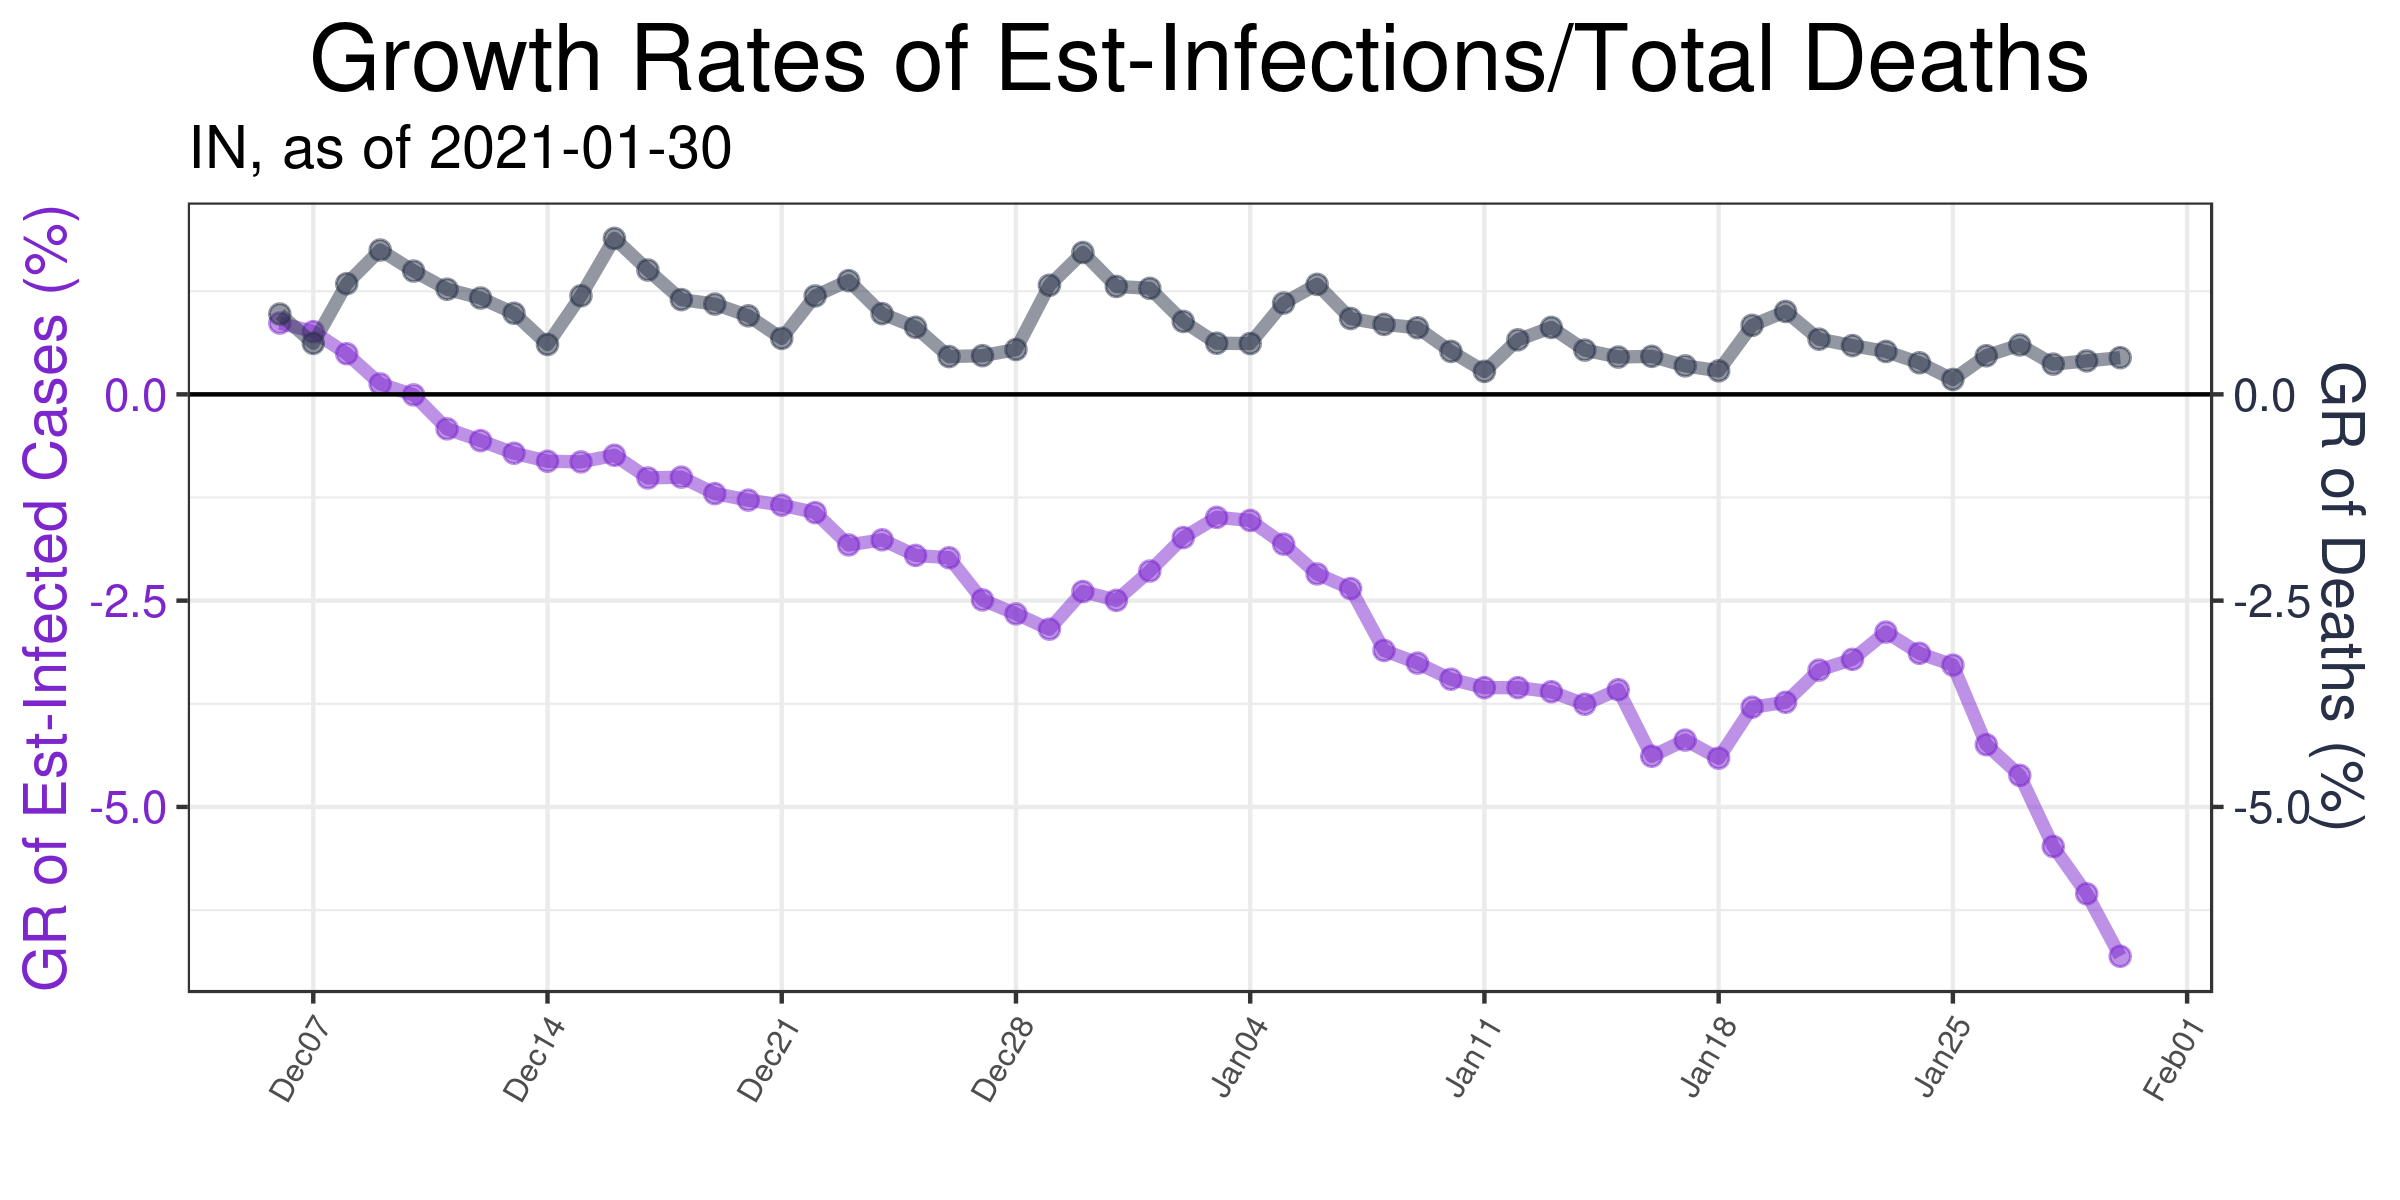 Growth Rates of Est-Infections/Total Deaths
IN, as of 2021-01-30
GR of Est-Infected Cases (%)
0.0
-2.5
-5.0
0.0
-2.5
-5.0
GR of Deaths (%)
Dec07
Dec14
Dec21
Dec28
Jan04
Jan11
Jan18
Jan25
Feb01